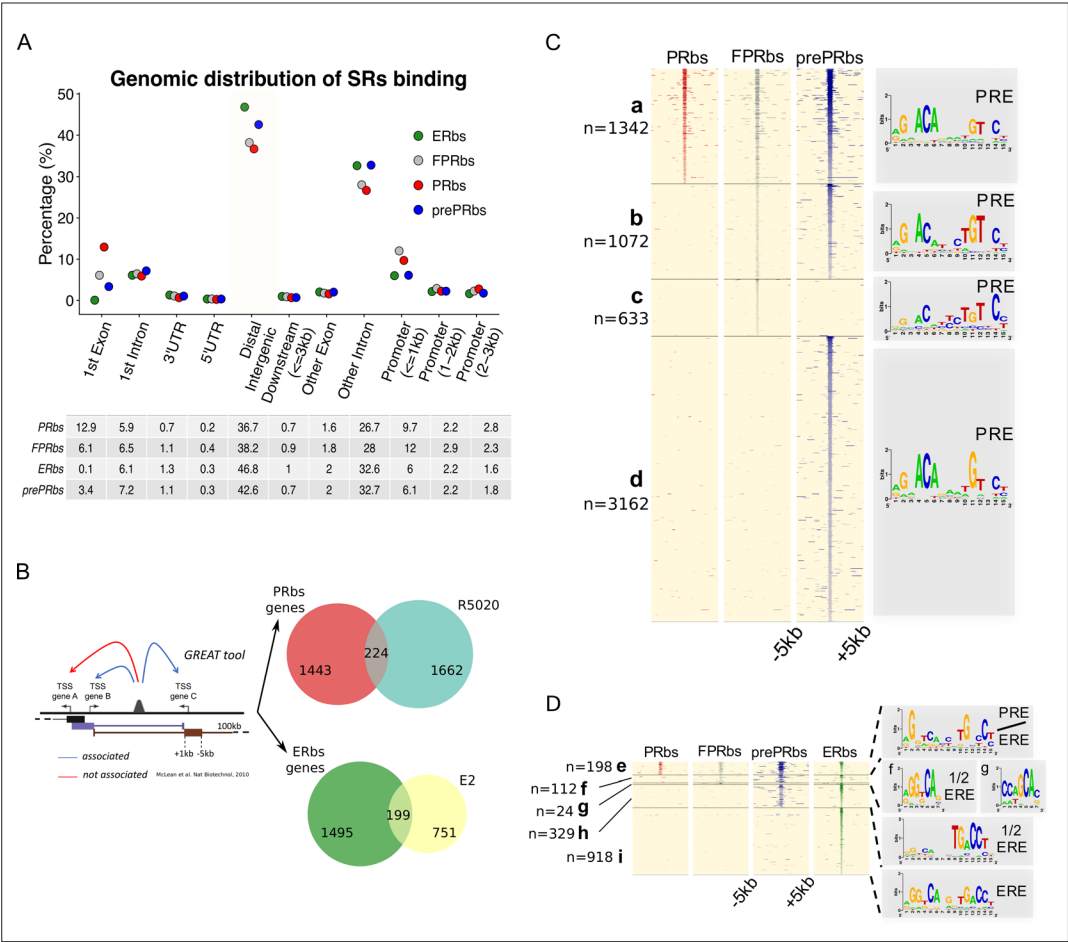 A
Genomic distribution of SRs binding
Percentage (%)
50
40
30
20
10
0
ERbs
FPRbs
PRbs
prePRbs
1st Exon
1st Intron
3'UTR
5'UTR
Distal
Intergenic
Downstream
(<=3kb)
Other Exon
Other Intron
Promoter
(<=1kb)
Promoter
(1–2kb)
Promoter
(2–3kb)
PRbs 12.9 5.9 0.7 0.2 36.7 0.7 1.6 26.7 9.7 2.2 2.8
FPRbs 6.1 6.5 1.1 0.4 38.2 0.9 1.8 28 12 2.9 2.3
ERbs 0.1 6.1 1.3 0.3 46.8 1 2 32.6 6 2.2 1.6
prePRbs 3.4 7.2 1.1 0.3 42.6 0.7 2 32.7 6.1 2.2 1.8
B
GREAT tool
TSS
gene A
TSS
gene B
TSS
gene C
100kb
+1kb -5kb
associated
not associated
McLean et al. Nat Biotechnol, 2010
PRbs
genes
R5020
1443
224
1662
ERbs
genes
E2
1495
199
751
C
PRbs FPRbs prePRbs
a
n=1342
PRE
b
n=1072
PRE
c
n=633
PRE
d
n=3162
PRE
-5kb
+5kb
D
PRbs FPRbs prePRbs ERbs
n=198 e
n=112 f
n=24 g
n=329 h
n=918 i
-5kb
+5kb
PRE
ERE
f
1/2
ERE
g
1/2
ERE
ERE